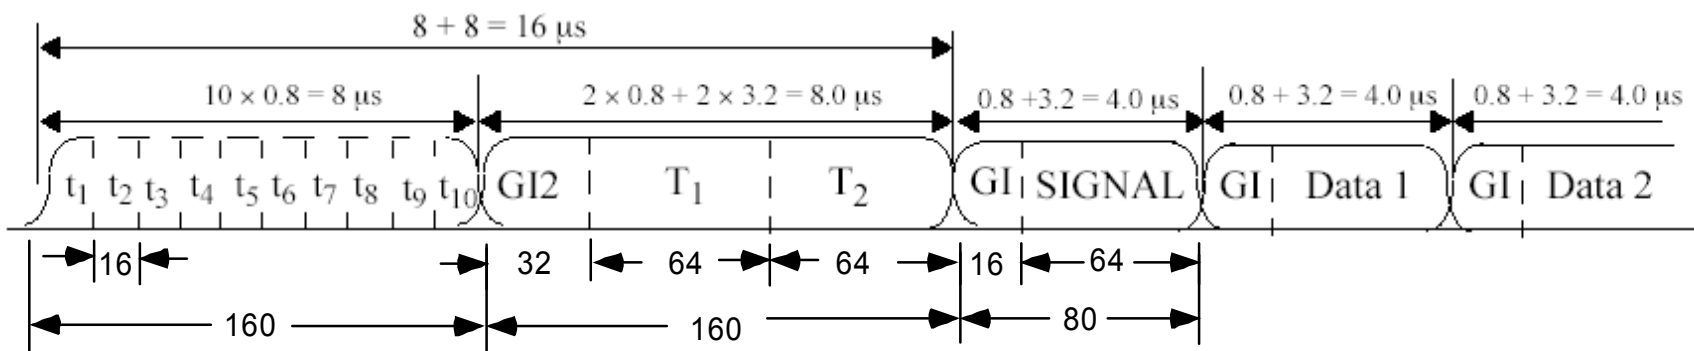 8 + 8 = 16 μs
10 × 0.8 = 8 μs 2 × 0.8 + 2 × 3.2 = 8.0 μs 0.8 +3.2 = 4.0 μs 0.8 + 3.2 = 4.0 μs 0.8 + 3.2 = 4.0 μs
t1 t2 t3 t4 t5 t6 t7 t8 t9 t10 GI2 T1 T2 GI SIGNAL GI Data 1 GI Data 2
16 32 64 64 16 64
160 160 80